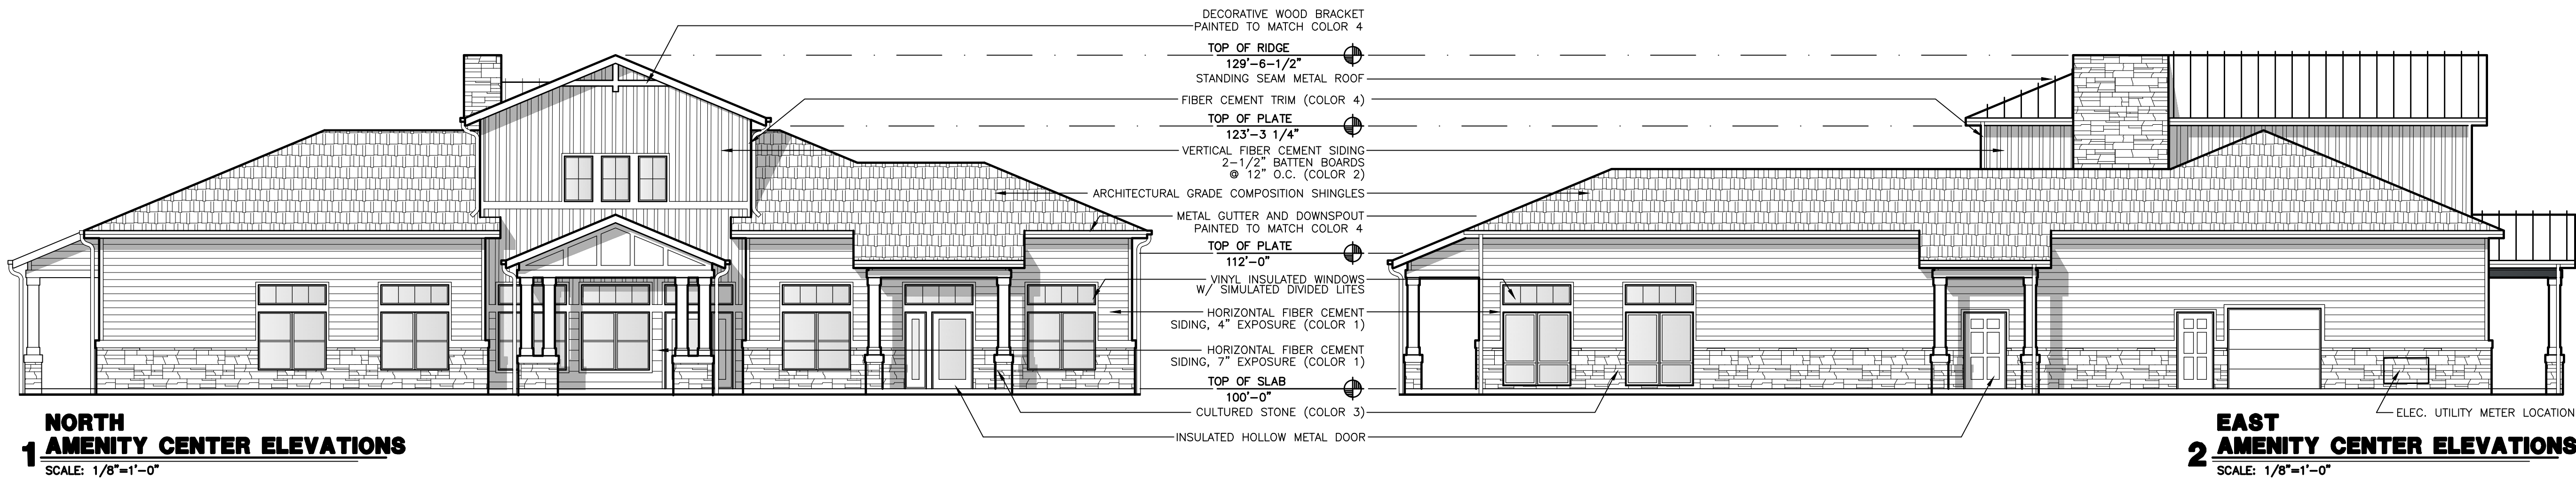 DECORATIVE WOOD BRACKET
PAINTED TO MATCH COLOR 4
TOP OF RIDGE
129'-6-1/2"
STANDING SEAM METAL ROOF
FIBER CEMENT TRIM (COLOR 4)
TOP OF PLATE
123'-3 1/4"
VERTICAL FIBER CEMENT SIDING
2-1/2" BATTEN BOARDS
@ 12" O.C. (COLOR 2)
ARCHITECTURAL GRADE COMPOSITION SHINGLES
METAL GUTTER AND DOWNSPOUT
PAINTED TO MATCH COLOR 4
TOP OF PLATE
112'-0"
VINYL INSULATED WINDOWS
W/ SIMULATED DIVIDED LITES
HORIZONTAL FIBER CEMENT
SIDING, 4" EXPOSURE (COLOR 1)
HORIZONTAL FIBER CEMENT
SIDING, 7" EXPOSURE (COLOR 1)
TOP OF SLAB
100'-0"
CULTURED STONE (COLOR 3)
INSULATED HOLLOW METAL DOOR
ELEC. UTILITY METER LOCATION
NORTH
1 AMENITY CENTER ELEVATIONS
SCALE: 1/8"=1'-0"
EAST
2 AMENITY CENTER ELEVATIONS
SCALE: 1/8"=1'-0"